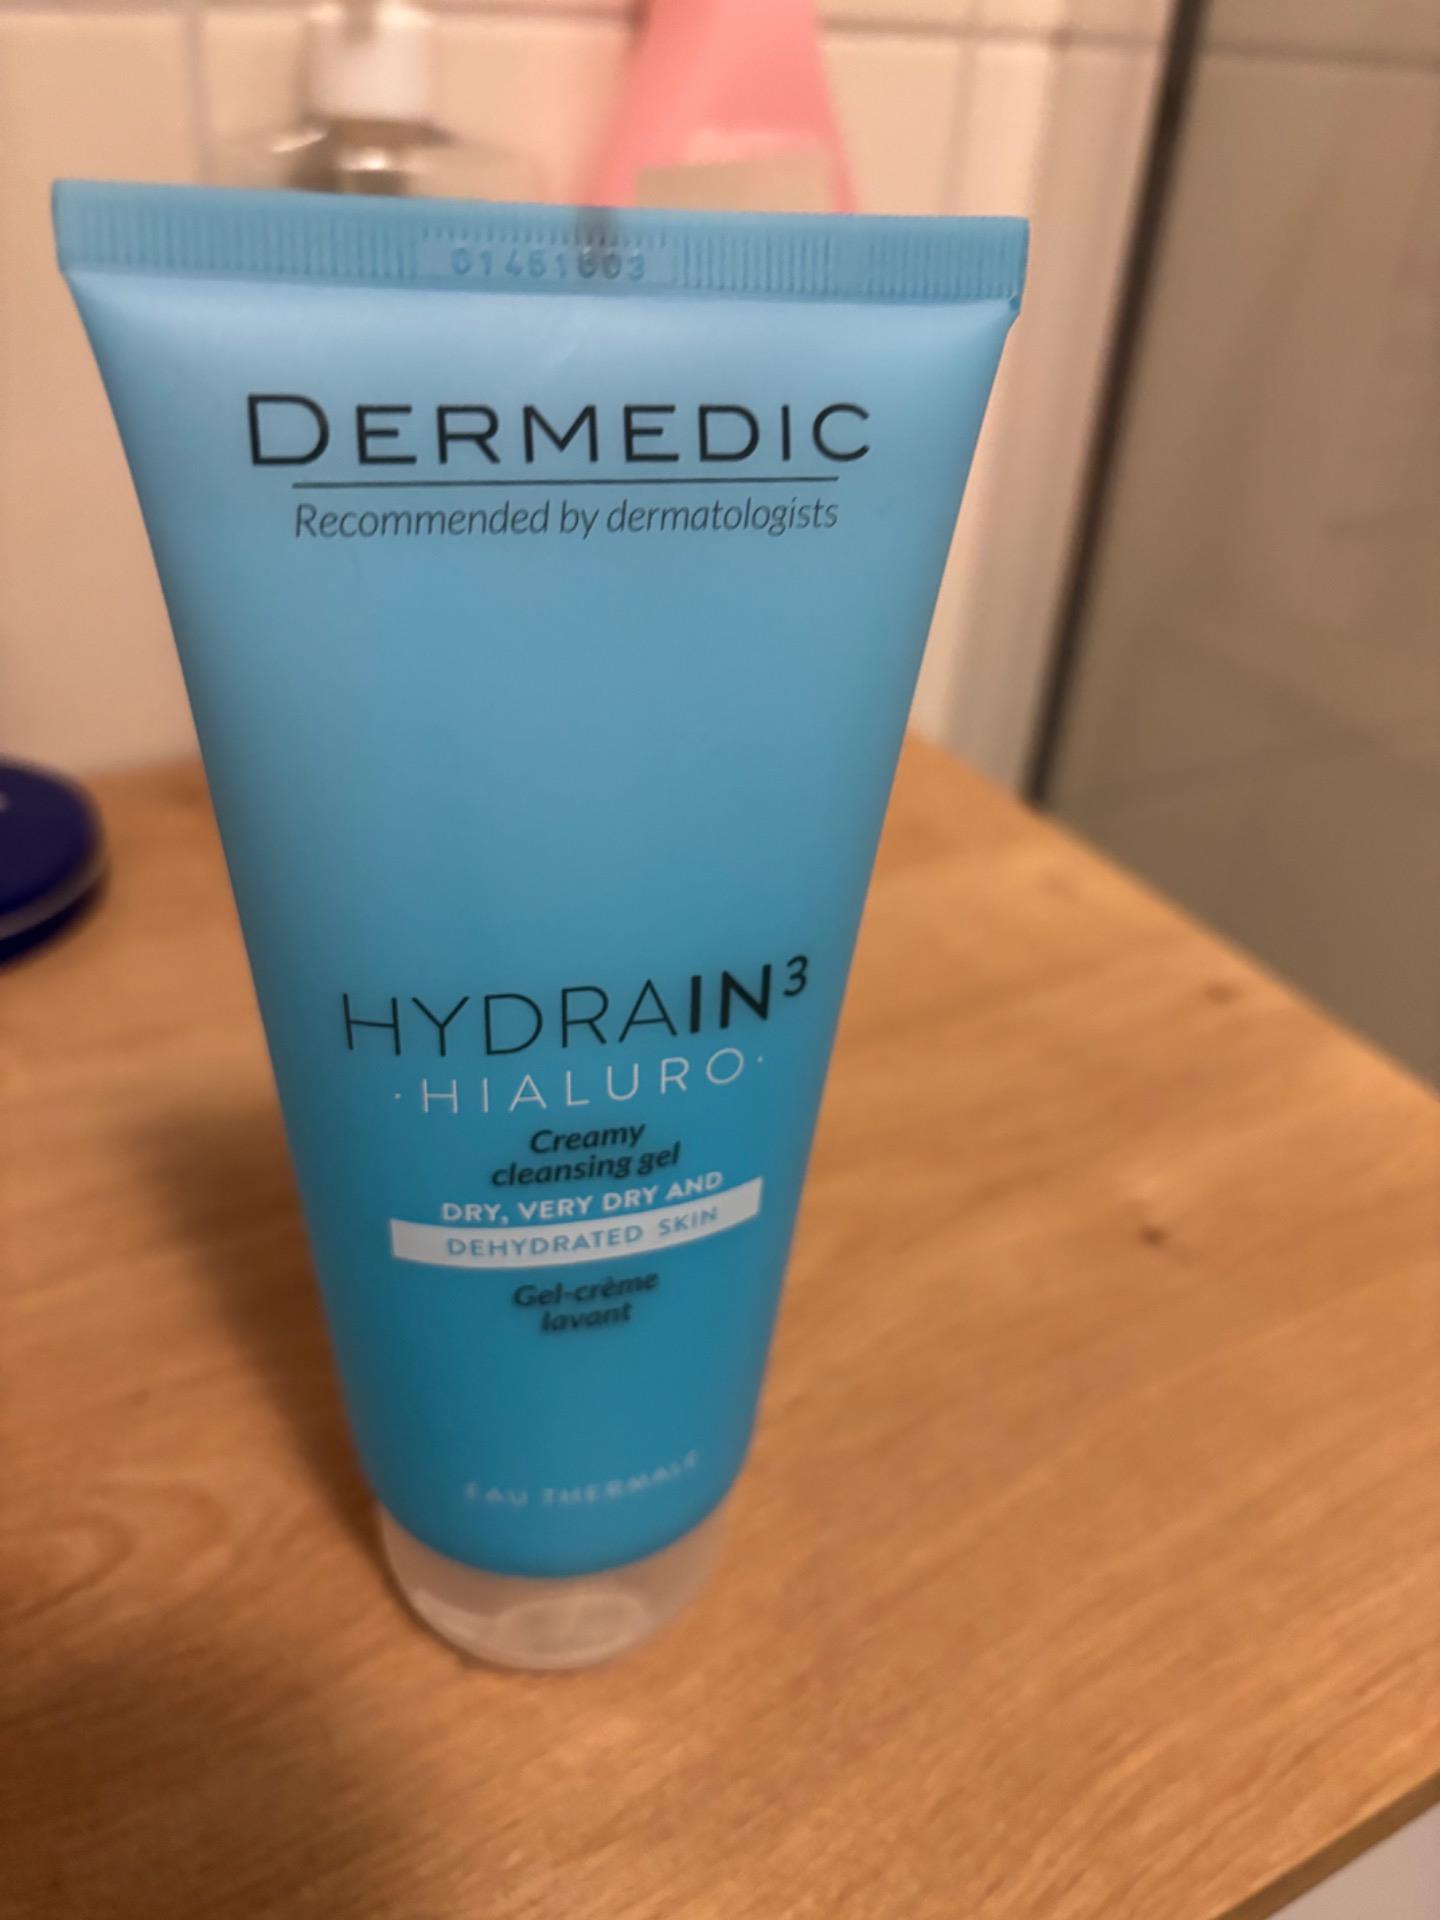 01451603
DERMEDIC
Recommended by dermatologists
HYDRAIN³
·HIALURO·
Creamy
cleansing gel
DRY, VERY DRY AND
DEHYDRATED SKIN
Gel-crème
lavant
EAU THERMALE